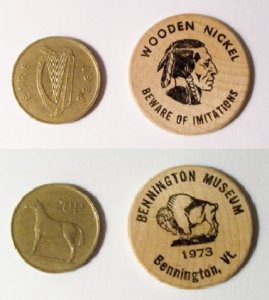 WOODEN NICKEL
BEWARE OF IMITATIONS
20P
BENNINGTON MUSEUM
1973
Bennington, Vt.